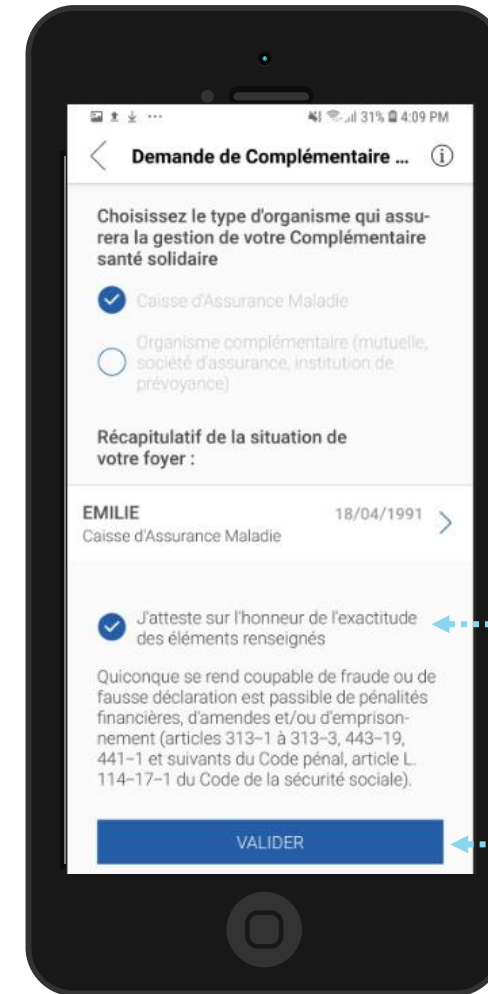 31% 4:09 PM
Demande de Complémentaire ...
Choisissez le type d'organisme qui assu-
rera la gestion de votre Complémentaire
santé solidaire
Caisse d'Assurance Maladie
Organisme complémentaire (mutuelle,
société d'assurance, institution de
prévoyance)
Récapitulatif de la situation de
votre foyer :
EMILIE 18/04/1991
Caisse d'Assurance Maladie
J'atteste sur l'honneur de l'exactitude
des éléments renseignés
Quiconque se rend coupable de fraude ou de
fausse déclaration est passible de pénalités
financières, d'amendes et/ou d'emprison-
nement (articles 313-1 à 313-3, 443-19,
441-1 et suivants du Code pénal, article L.
114-17-1 du Code de la sécurité sociale).
VALIDER